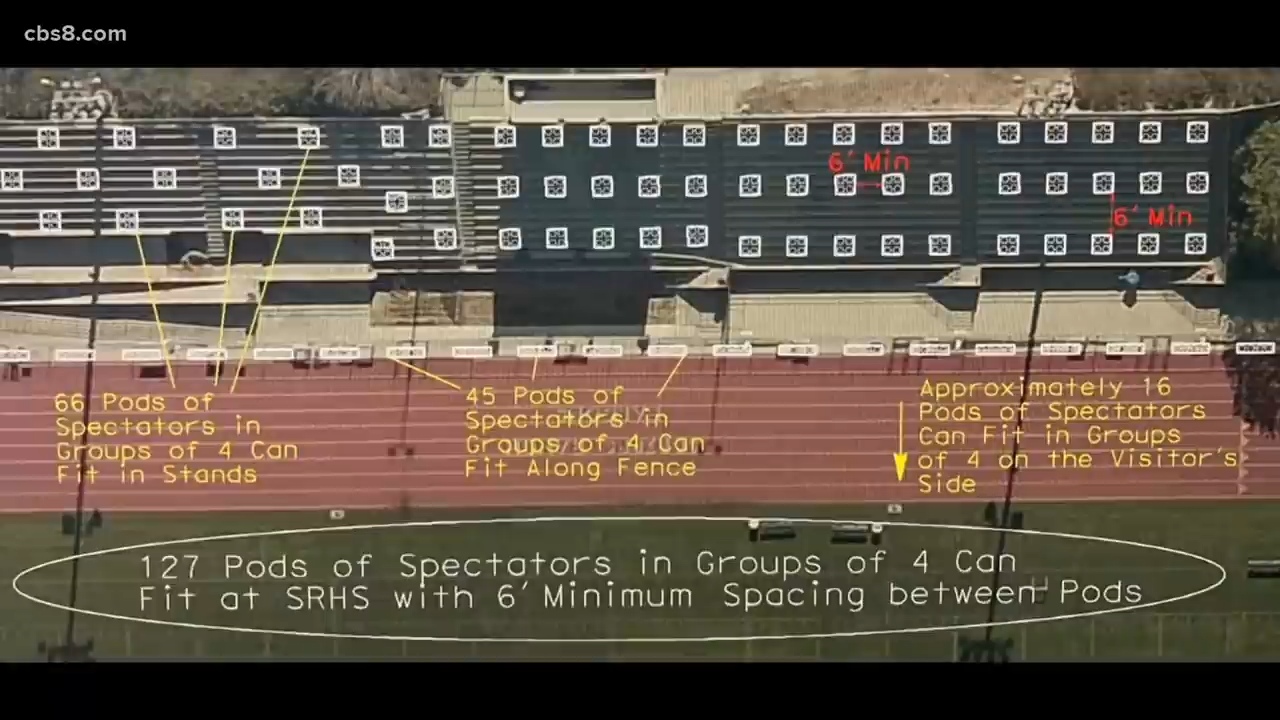 cbs8.com
6' Min
6' Min
66 Pods of
Spectators in
Groups of 4 Can
Fit in Stands
45 Pods of
Spectators in
Groups of 4 Can
Fit Along Fence
Approximately 16
Pods of Spectators
Can Fit in Groups
of 4 on the Visitor's
Side
127 Pods of Spectators in Groups of 4 Can
Fit at SRHS with 6' Minimum Spacing between Pods